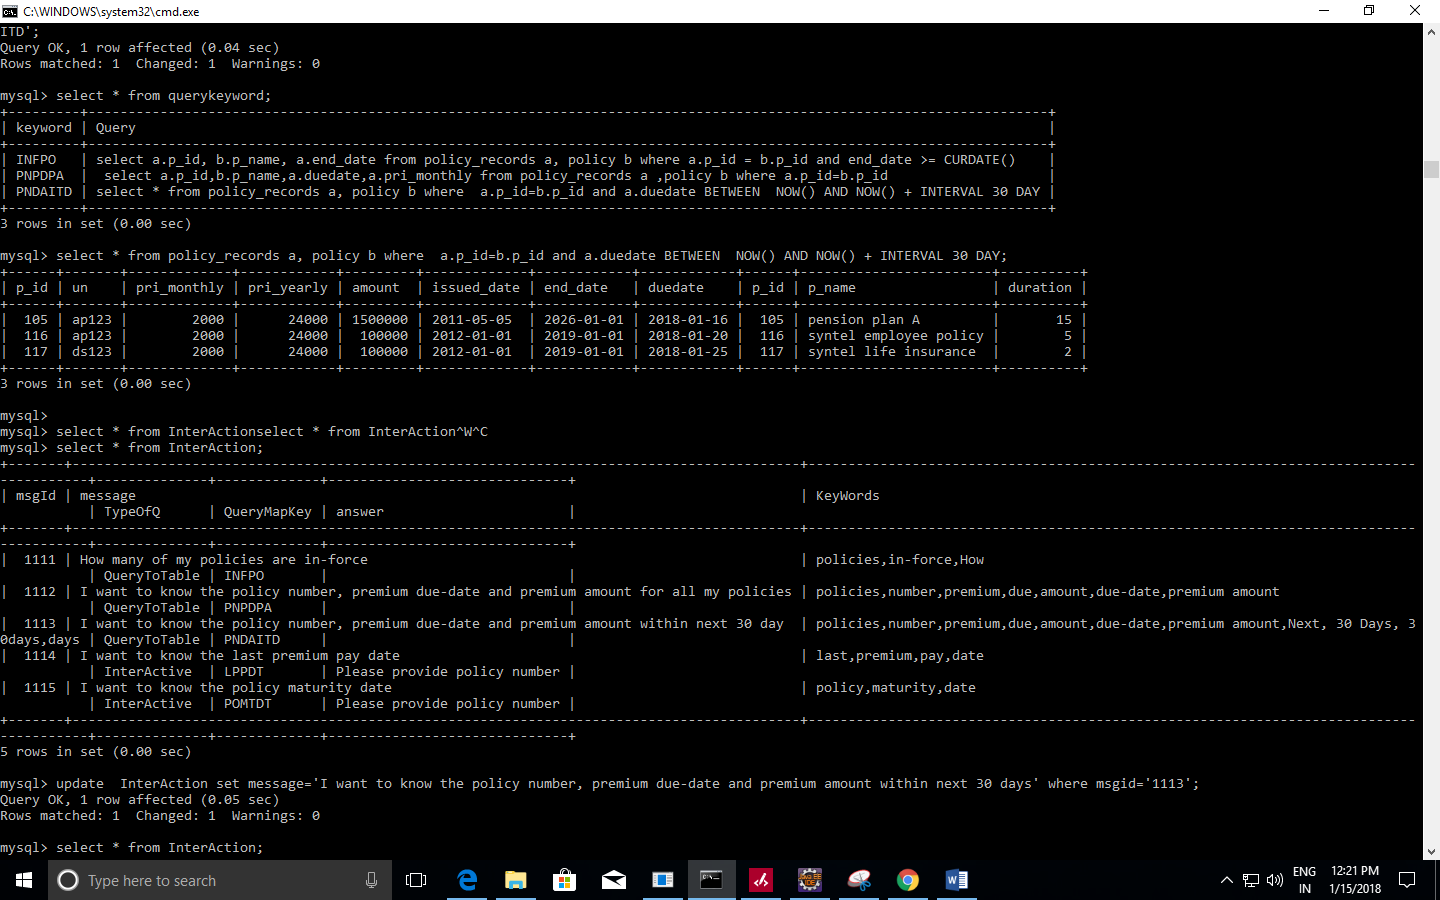 C:\WINDOWS\system32\cmd.exe
ITD';
Query OK, 1 row affected (0.04 sec)
Rows matched: 1  Changed: 1  Warnings: 0
mysql> select * from querykeyword;
| keyword | Query |
| INFPO   | select a.p_id, b.p_name, a.end_date from policy_records a, policy b where a.p_id = b.p_id and end_date >= CURDATE() |
| PNPDPA  |  select a.p_id,b.p_name,a.duedate,a.pri_monthly from policy_records a ,policy b where a.p_id=b.p_id |
| PNDAITD | select * from policy_records a, policy b where  a.p_id=b.p_id and a.duedate BETWEEN  NOW() AND NOW() + INTERVAL 30 DAY |
3 rows in set (0.00 sec)
mysql> select * from policy_records a, policy b where  a.p_id=b.p_id and a.duedate BETWEEN  NOW() AND NOW() + INTERVAL 30 DAY;
| p_id | un    | pri_monthly | pri_yearly | amount  | issued_date | end_date   | duedate    | p_id | p_name                 | duration |
|  105 | ap123 |        2000 |      24000 | 1500000 | 2011-05-05  | 2026-01-01 | 2018-01-16 |  105 | pension plan A         |       15 |
|  116 | ap123 |        2000 |      24000 |  100000 | 2012-01-01  | 2019-01-01 | 2018-01-20 |  116 | syntel employee policy |        5 |
|  117 | ds123 |        2000 |      24000 |  100000 | 2012-01-01  | 2019-01-01 | 2018-01-25 |  117 | syntel life insurance  |        2 |
3 rows in set (0.00 sec)
mysql>
mysql> select * from InterActionselect * from InterAction^W^C
mysql> select * from InterAction;
| msgId | message | KeyWords
| TypeOfQ     | QueryMapKey | answer |
|  1111 | How many of my policies are in-force | policies,in-force,How
| QueryToTable | INFPO       | |
|  1112 | I want to know the policy number, premium due-date and premium amount for all my policies | policies,number,premium,due,amount,due-date,premium amount
| QueryToTable | PNPDPA      | |
|  1113 | I want to know the policy number, premium due-date and premium amount within next 30 day  | policies,number,premium,due,amount,due-date,premium amount,Next, 30 Days, 3
0days,days | QueryToTable | PNDAITD     | |
|  1114 | I want to know the last premium pay date | last,premium,pay,date
| InterActive  | LPPDT       | Please provide policy number |
|  1115 | I want to know the policy maturity date | policy,maturity,date
| InterActive  | POMTDT      | Please provide policy number |
5 rows in set (0.00 sec)
mysql> update  InterAction set message='I want to know the policy number, premium due-date and premium amount within next 30 days' where msgid='1113';
Query OK, 1 row affected (0.05 sec)
Rows matched: 1  Changed: 1  Warnings: 0
mysql> select * from InterAction;
Type here to search
ENG
IN
12:21 PM
1/15/2018